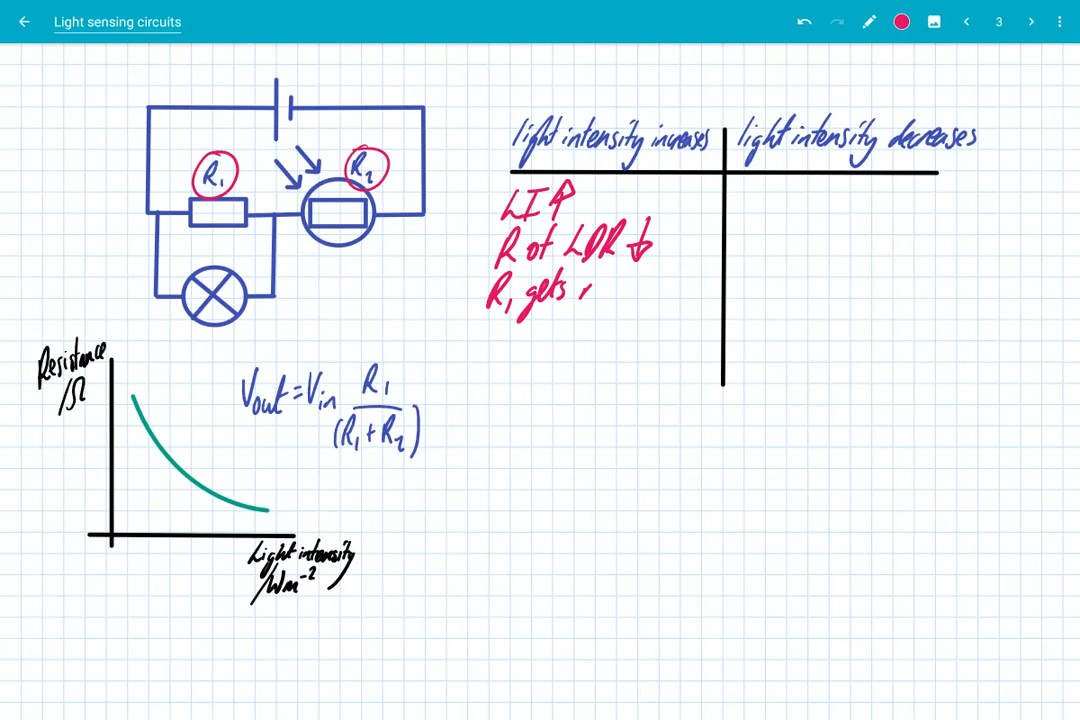 Light sensing circuits
3
light intensity increases
light intensity decreases
R₁
R₂
LI↑
R of LDR ↓
R₁ gets
Resistance
/Ω
Vout = Vin R₁
(R₁ + R₂)
Light intensity
/Wm⁻²